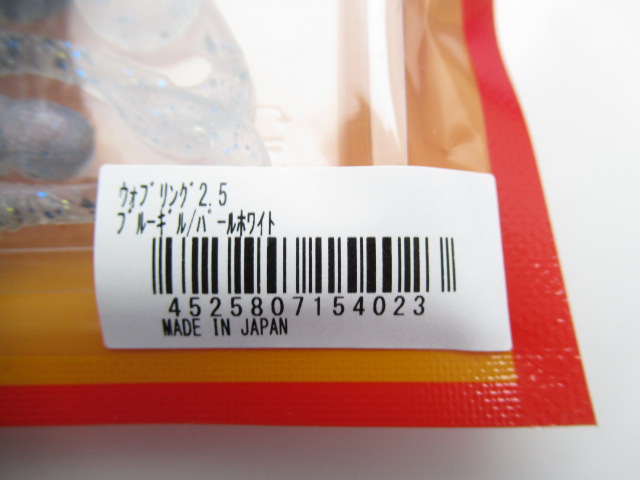 ｳｫﾌﾞﾘﾝｸﾞ2.5
ﾌﾞﾙｰｷﾞﾙ/ﾊﾟｰﾙﾎﾜｲﾄ
4525807154023
MADE IN JAPAN